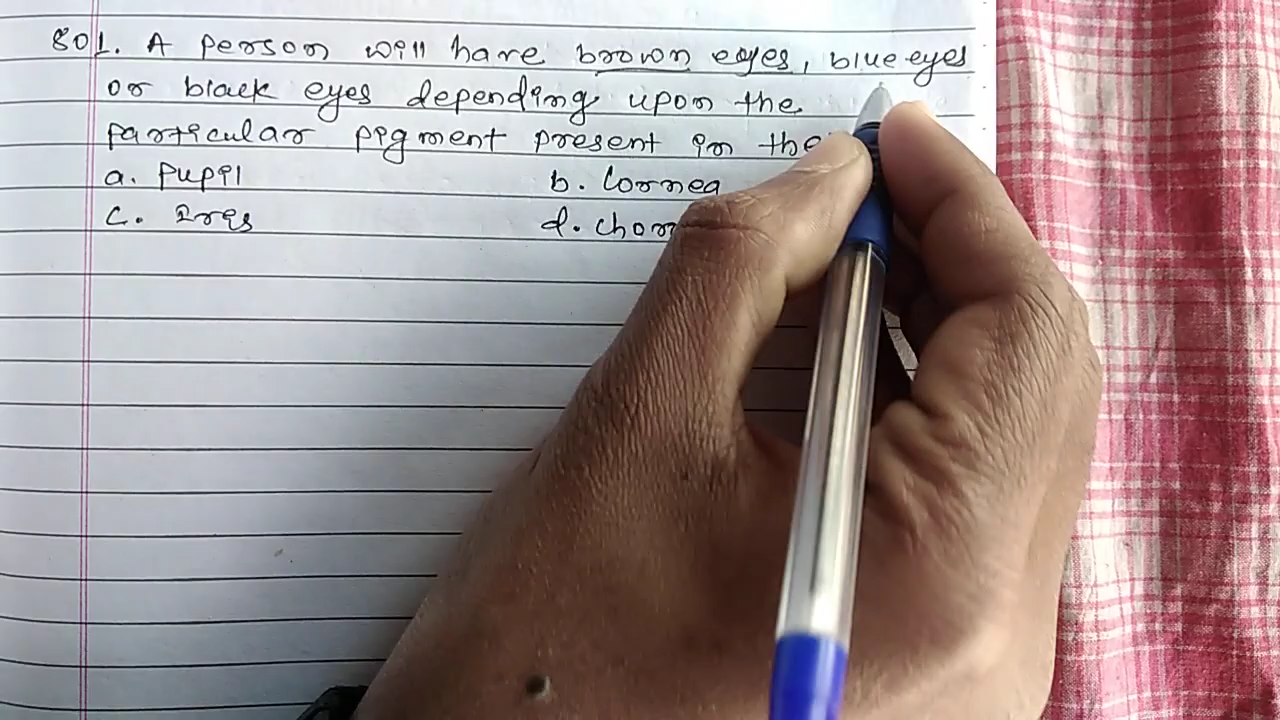 801. A person will have brown eyes, blue eyes
or black eyes depending upon the
particular pigment present in the
a. Pupil b. Cornea
c. Iris d.